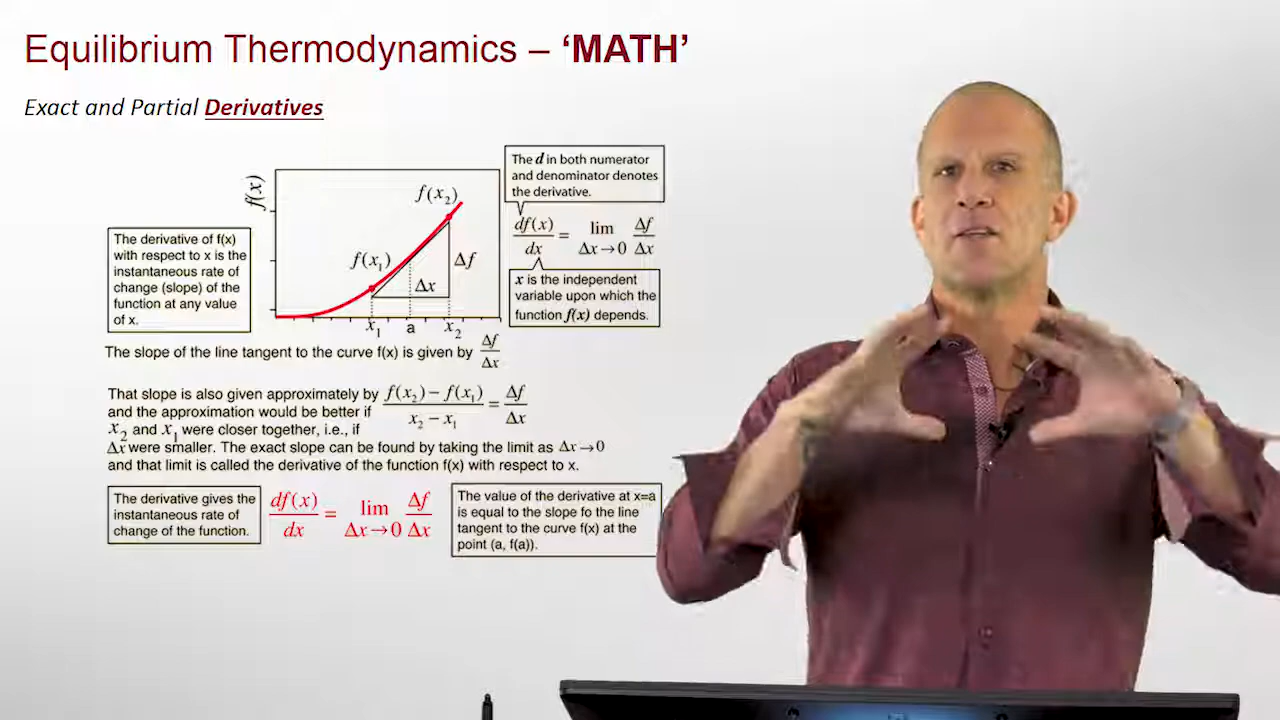 Equilibrium Thermodynamics – ‘MATH’
Exact and Partial Derivatives
The derivative of f(x)
with respect to x is the
instantaneous rate of
change (slope) of the
function at any value
of x.
f(x)
f(x₂)
f(x₁)
Δf
Δx
x₁ a x₂
The d in both numerator
and denominator denotes
the derivative.
df(x)/dx = lim Δx→0 Δf/Δx
x is the independent
variable upon which the
function f(x) depends.
The slope of the line tangent to the curve f(x) is given by Δf/Δx
That slope is also given approximately by f(x₂) – f(x₁)/x₂ – x₁ = Δf/Δx
and the approximation would be better if
x₂ and x₁ were closer together, i.e., if
Δx were smaller. The exact slope can be found by taking the limit as Δx→0
and that limit is called the derivative of the function f(x) with respect to x.
The derivative gives the
instantaneous rate of
change of the function.
df(x)/dx = lim Δx→0 Δf/Δx
The value of the derivative at x=a
is equal to the slope fo the line
tangent to the curve f(x) at the
point (a, f(a)).